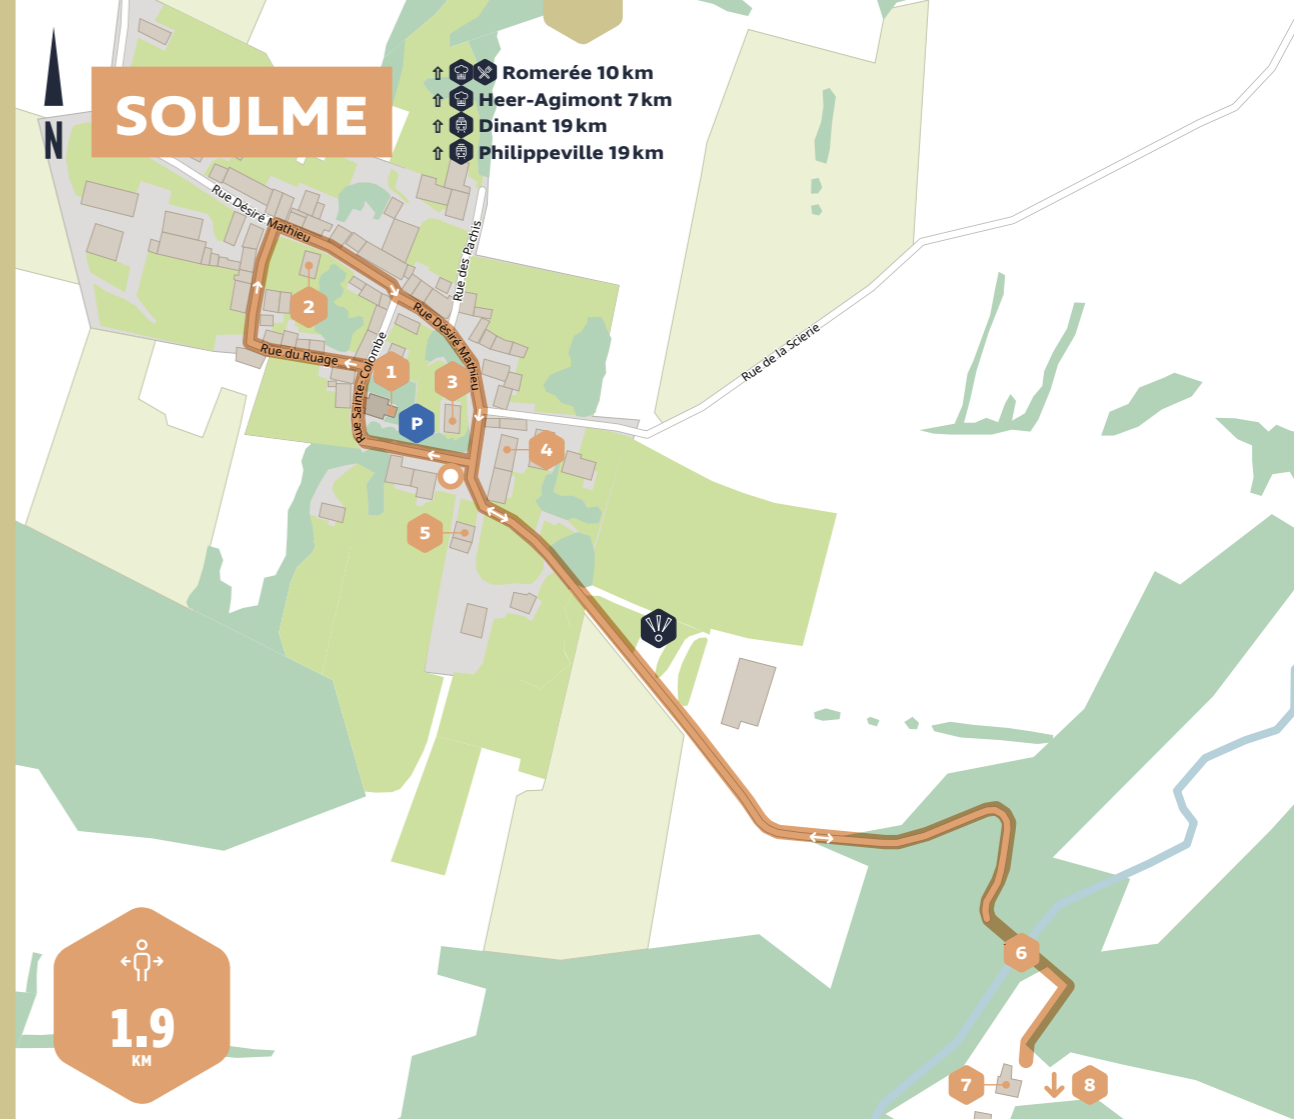 SOULME
N
Romerée 10 km
Heer-Agimont 7 km
Dinant 19 km
Philippeville 19 km
Rue Désiré Mathieu
Rue des Pachis
2
Rue Désiré Mathieu
Rue de la Scierie
Rue du Ruage
Rue Sainte-Colombe
1
3
P
4
5
6
7
8
1.9
KM